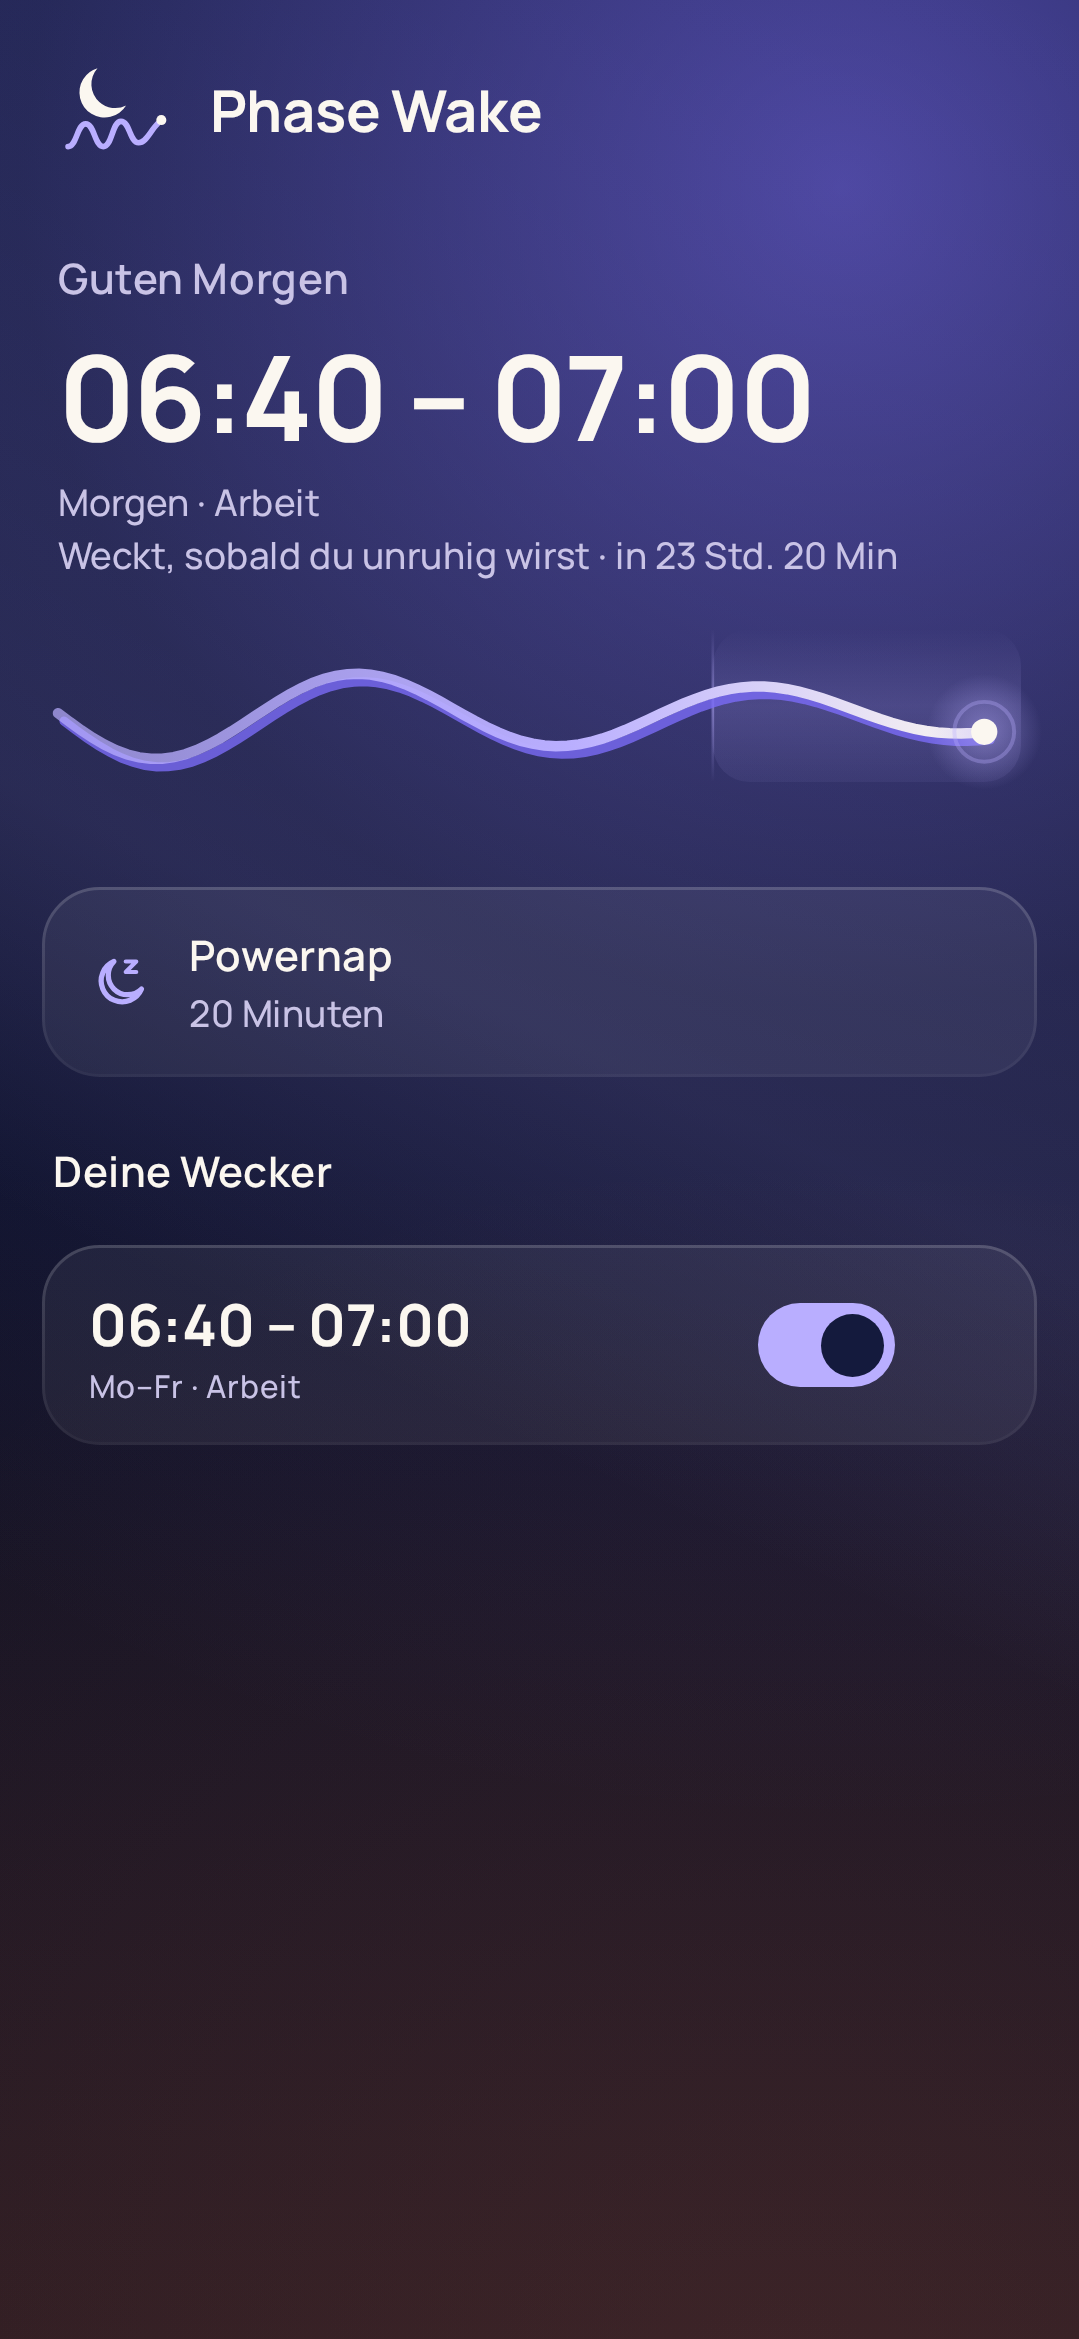 Phase Wake
Guten Morgen
06:40 – 07:00
Morgen · Arbeit
Weckt, sobald du unruhig wirst · in 23 Std. 20 Min
Powernap
20 Minuten
Deine Wecker
06:40 – 07:00
Mo–Fr · Arbeit